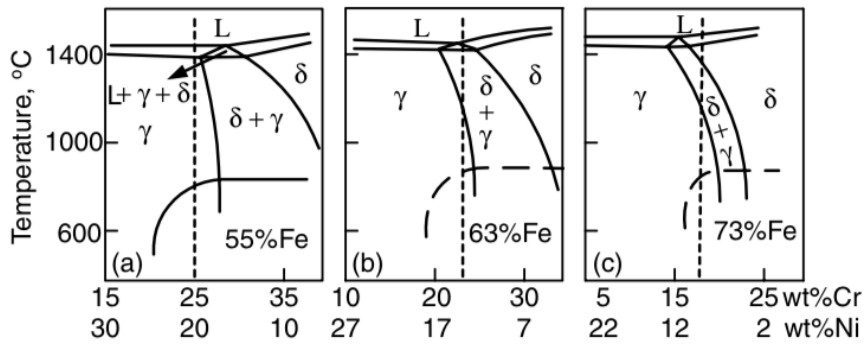 Temperature, ºC
1400
1000
600
L
L+ γ + δ
γ
δ + γ
δ
(a)
55%Fe
L
γ
δ
+
γ
δ
(b)
63%Fe
L
γ
δ + γ
δ
(c)
73%Fe
15 25 35 10 20 30 5 15 25 wt%Cr
30 20 10 27 17 7 22 12 2 wt%Ni